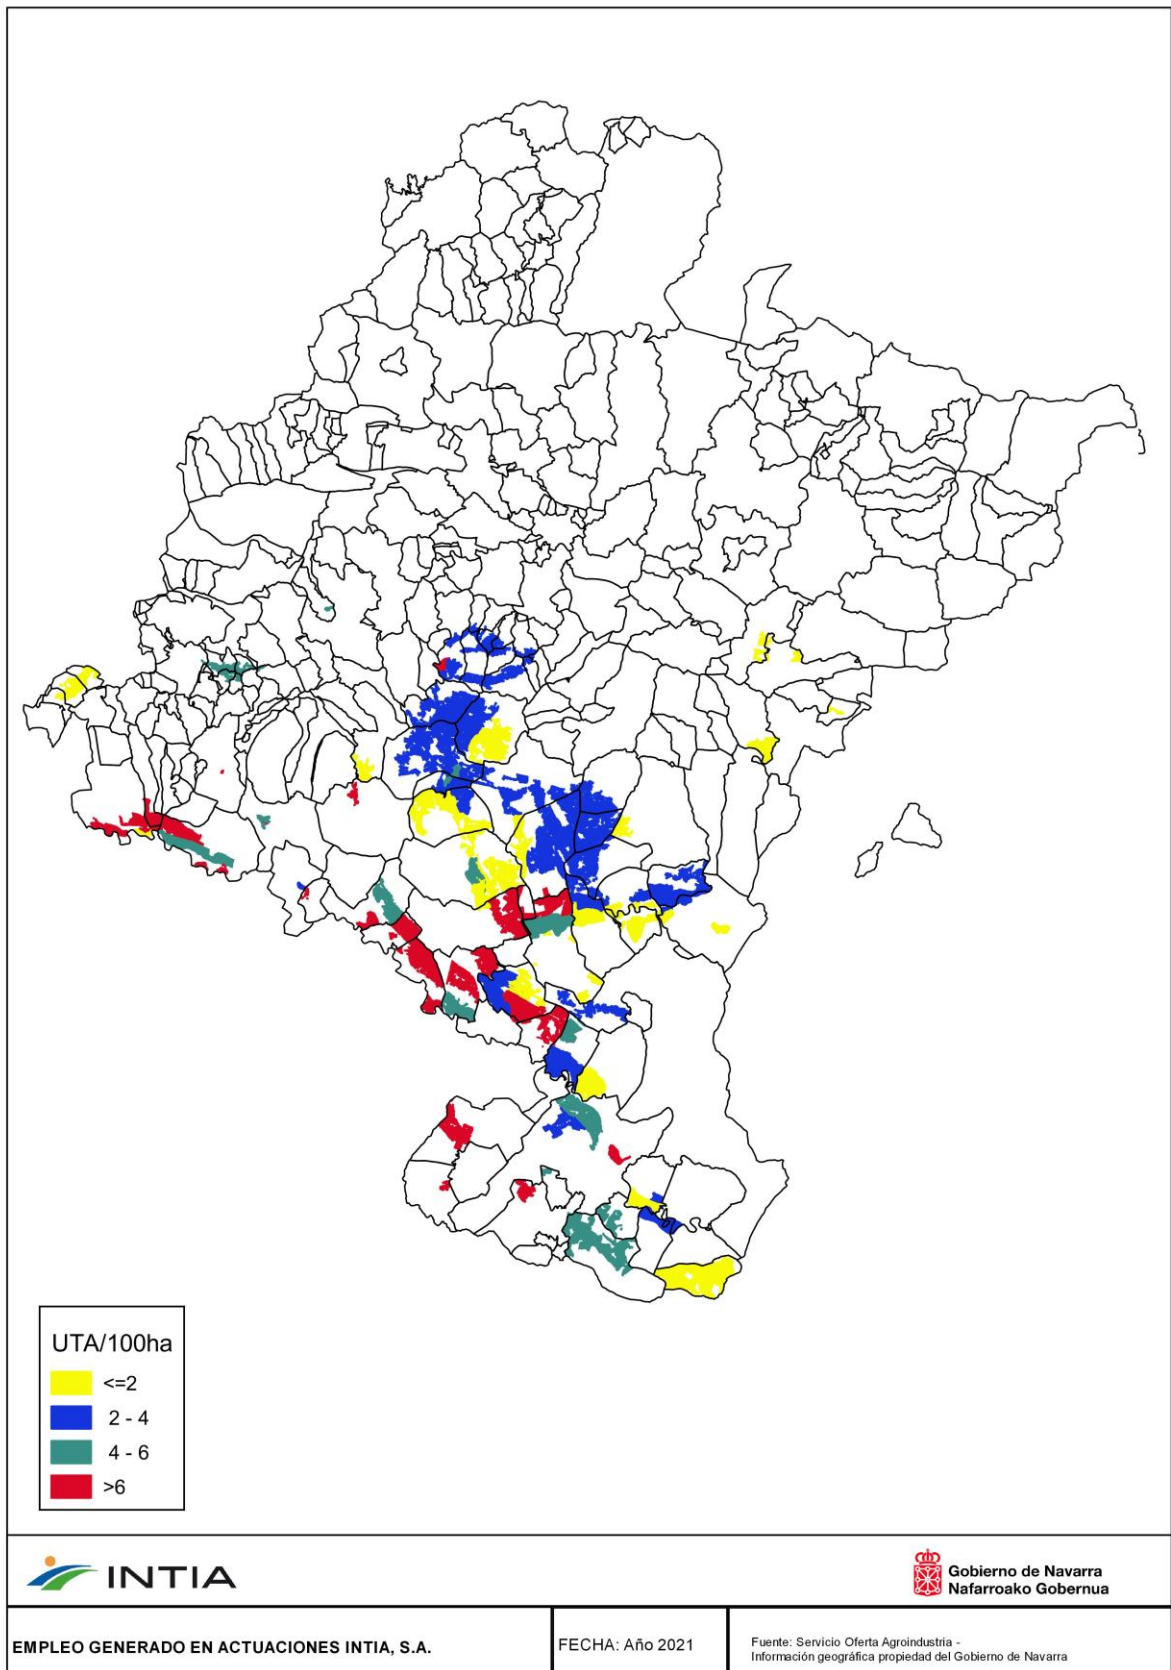 UTA/100ha
<=2
2 - 4
4 - 6
>6
INTIA
Gobierno de Navarra
Nafarroako Gobernua
EMPLEO GENERADO EN ACTUACIONES INTIA, S.A.
FECHA: Año 2021
Fuente: Servicio Oferta Agroindustria -
Información geográfica propiedad del Gobierno de Navarra